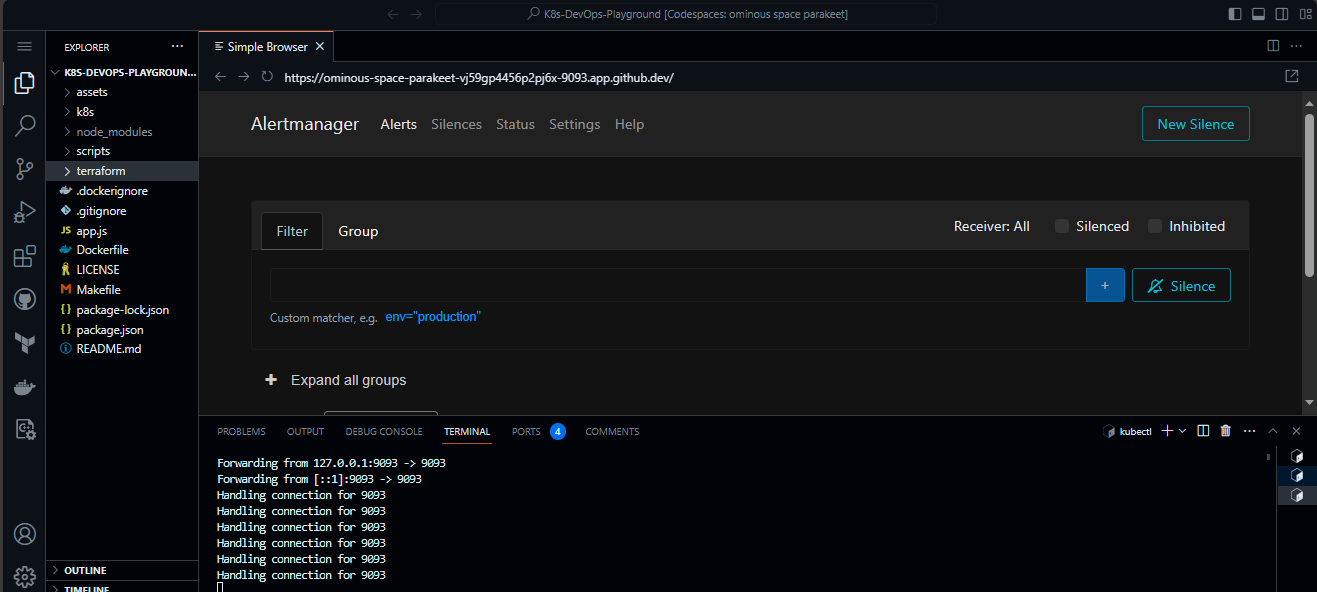 K8s-DevOps-Playground [Codespaces: ominous space parakeet]
EXPLORER
K8S-DEVOPS-PLAYGROUN...
assets
k8s
node_modules
scripts
terraform
.dockerignore
.gitignore
JS app.js
Dockerfile
LICENSE
M Makefile
{} package-lock.json
{} package.json
README.md
OUTLINE
TIMELINE
Simple Browser
https://ominous-space-parakeet-vj59gp4456p2pj6x-9093.app.github.dev/
Alertmanager Alerts Silences Status Settings Help New Silence
Filter Group Receiver: All Silenced Inhibited
+ Silence
Custom matcher, e.g. env="production"
+ Expand all groups
PROBLEMS OUTPUT DEBUG CONSOLE TERMINAL PORTS 4 COMMENTS kubectl
Forwarding from 127.0.0.1:9093 -> 9093
Forwarding from [::1]:9093 -> 9093
Handling connection for 9093
Handling connection for 9093
Handling connection for 9093
Handling connection for 9093
Handling connection for 9093
Handling connection for 9093